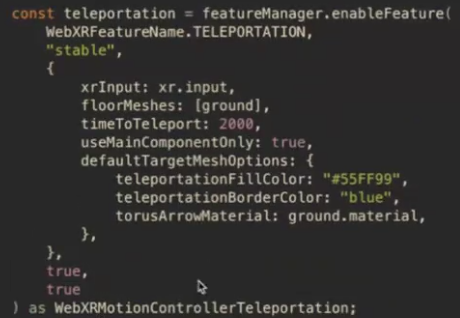 const teleportation = featureManager.enableFeature(
WebXRFeatureName.TELEPORTATION,
"stable",
{
xrInput: xr.input,
floorMeshes: [ground],
timeToTeleport: 2000,
useMainComponentOnly: true,
defaultTargetMeshOptions: {
teleportationFillColor: "#55FF99",
teleportationBorderColor: "blue",
torusArrowMaterial: ground.material,
},
},
true,
true
) as WebXRMotionControllerTeleportation;